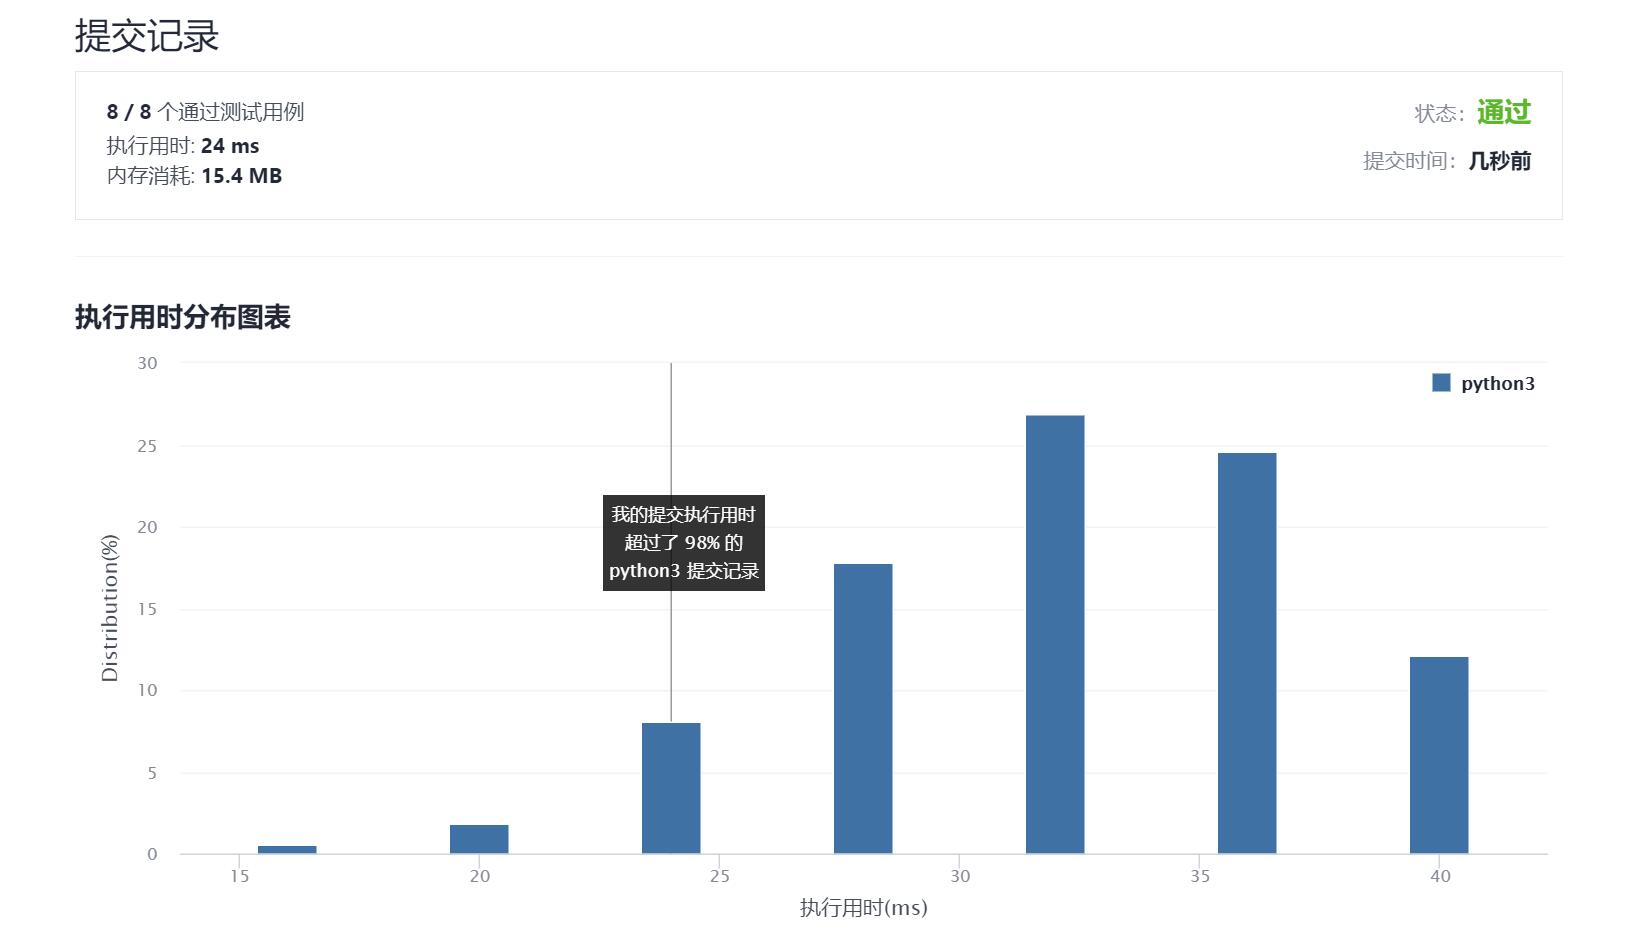 提交记录
8 / 8 个通过测试用例
状态：通过
执行用时: 24 ms
提交时间：几秒前
内存消耗: 15.4 MB
执行用时分布图表
30
python3
25
我的提交执行用时
超过了 98% 的
python3 提交记录
20
15
10
5
0
Distribution(%)
15 20 25 30 35 40
执行用时(ms)